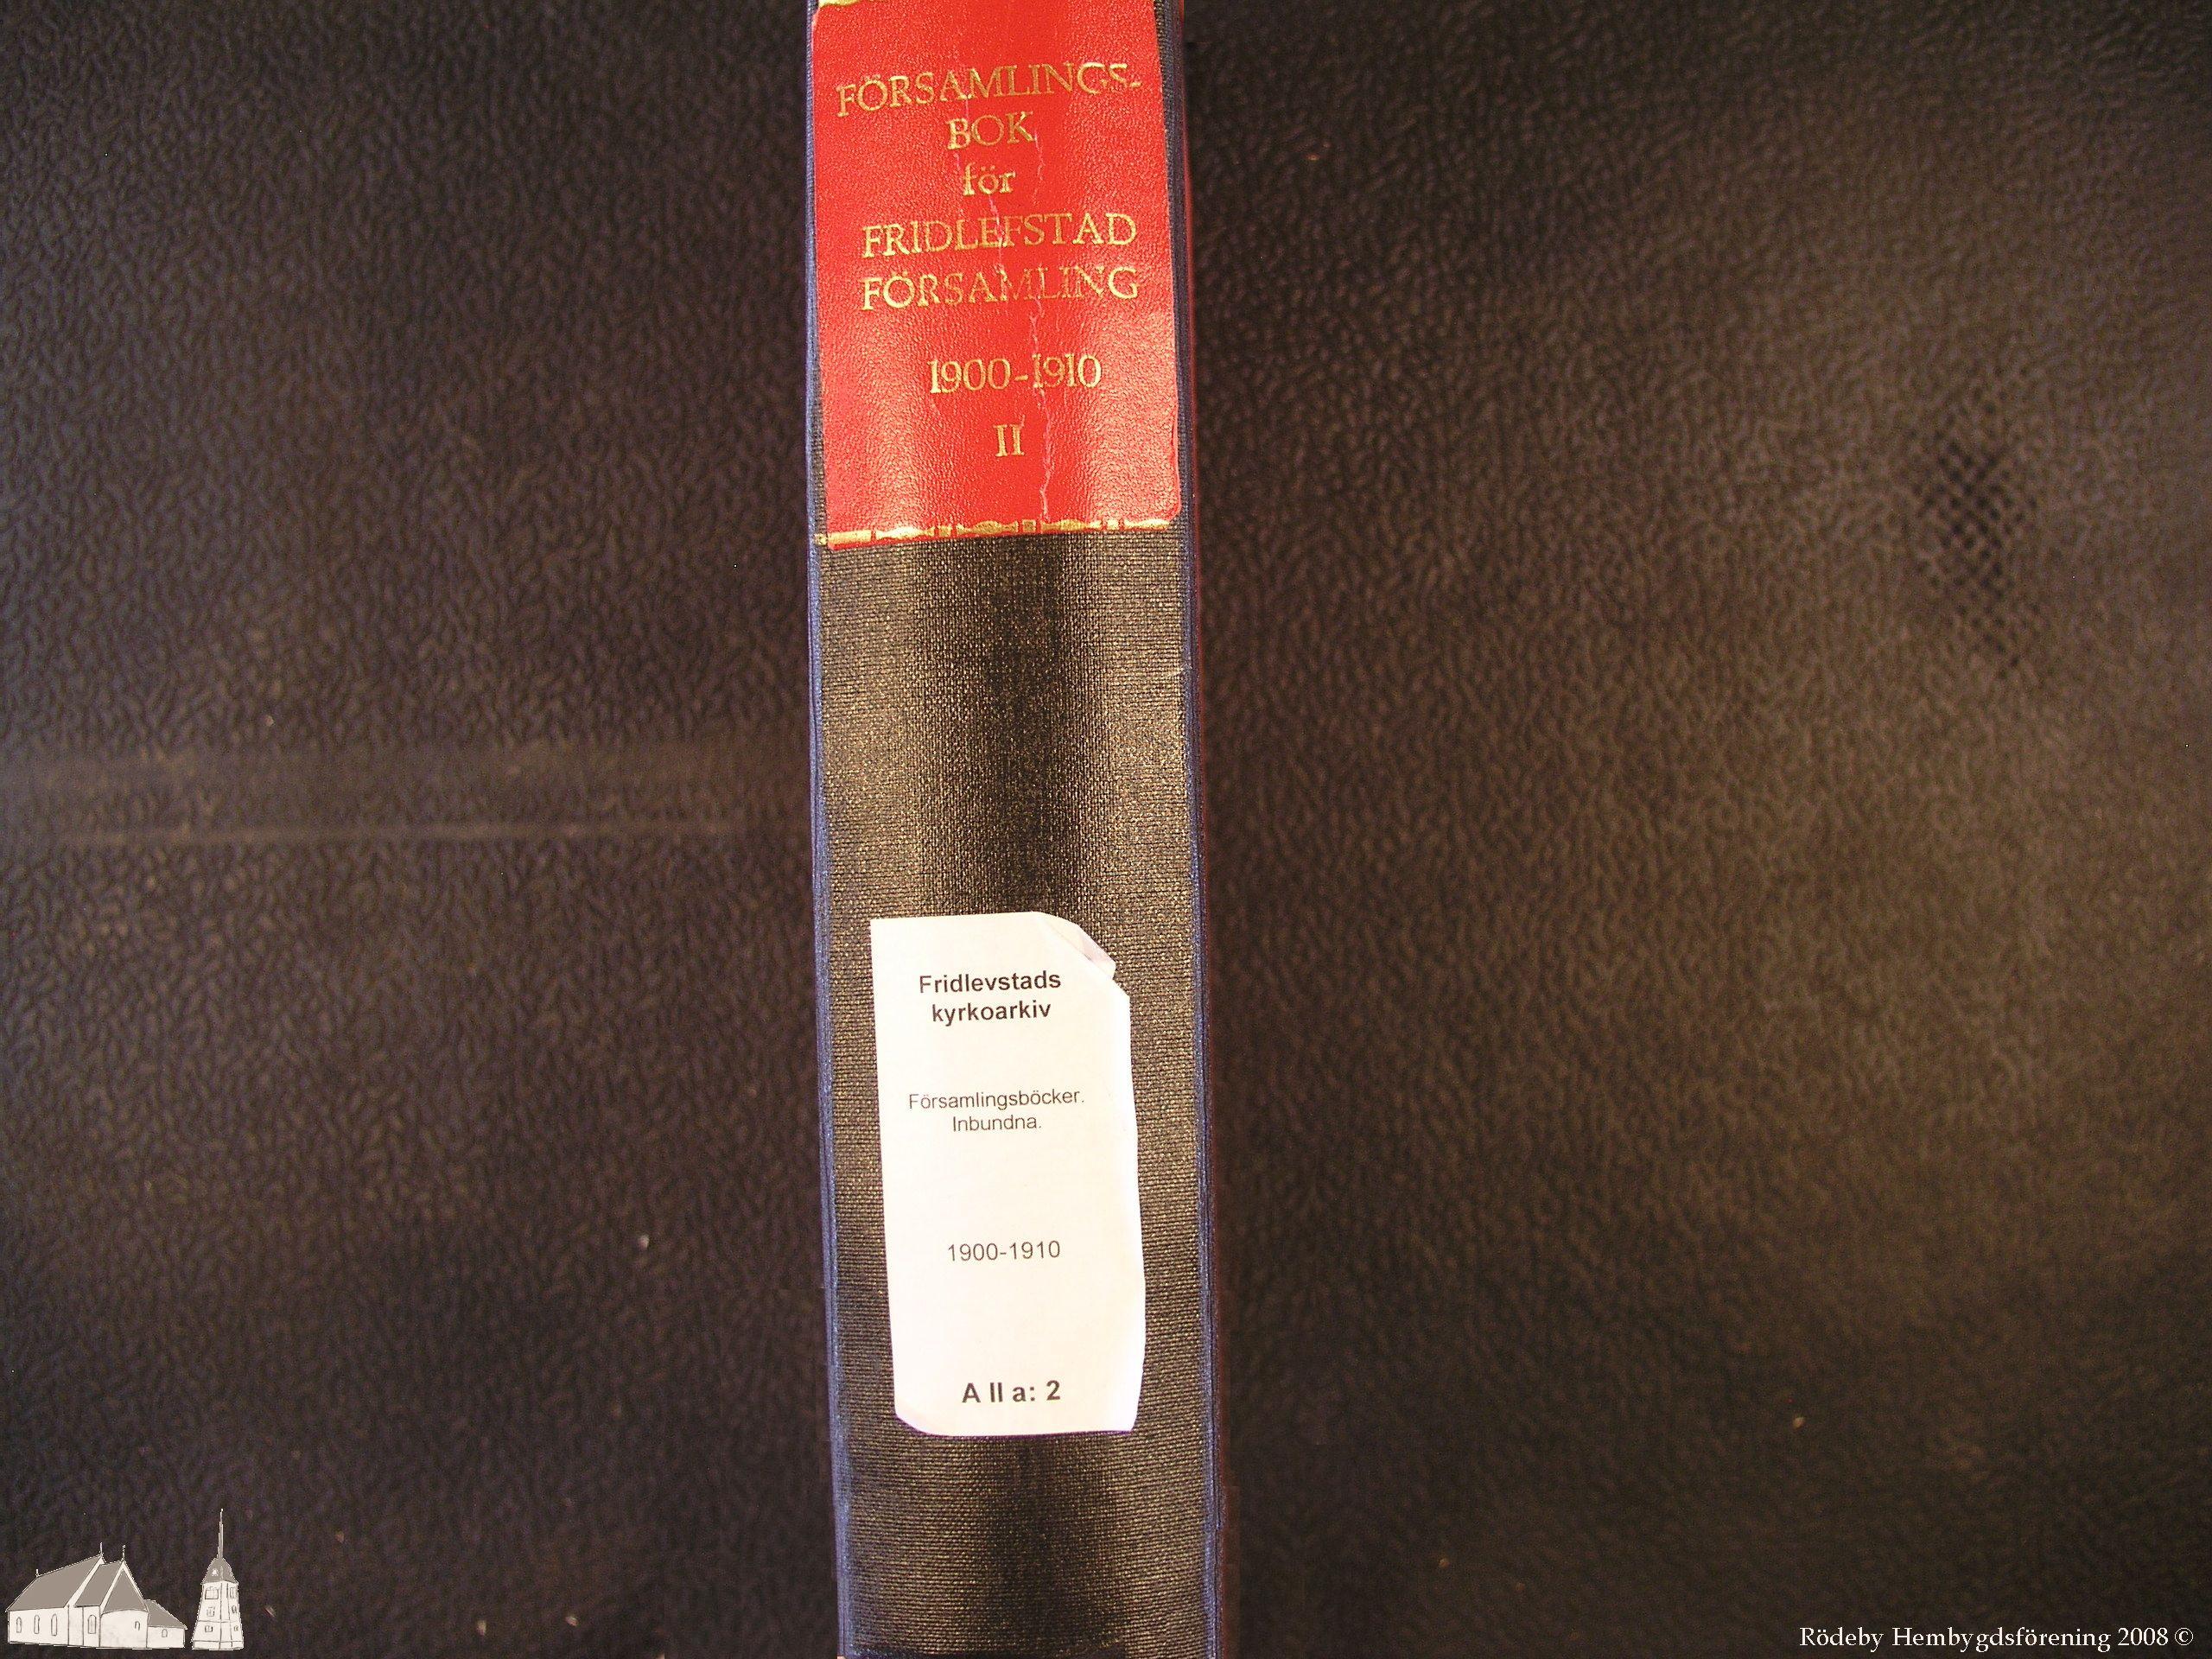 FÖRSAMLINGS-
BOK
för
FRIDLEFSTAD
FÖRSAMLING
1900-1910
II
Fridlevstads
kyrkoarkiv
Församlingsböcker.
Inbundna.
1900-1910
A II a: 2
Rödeby Hembygdsförening 2008 ©